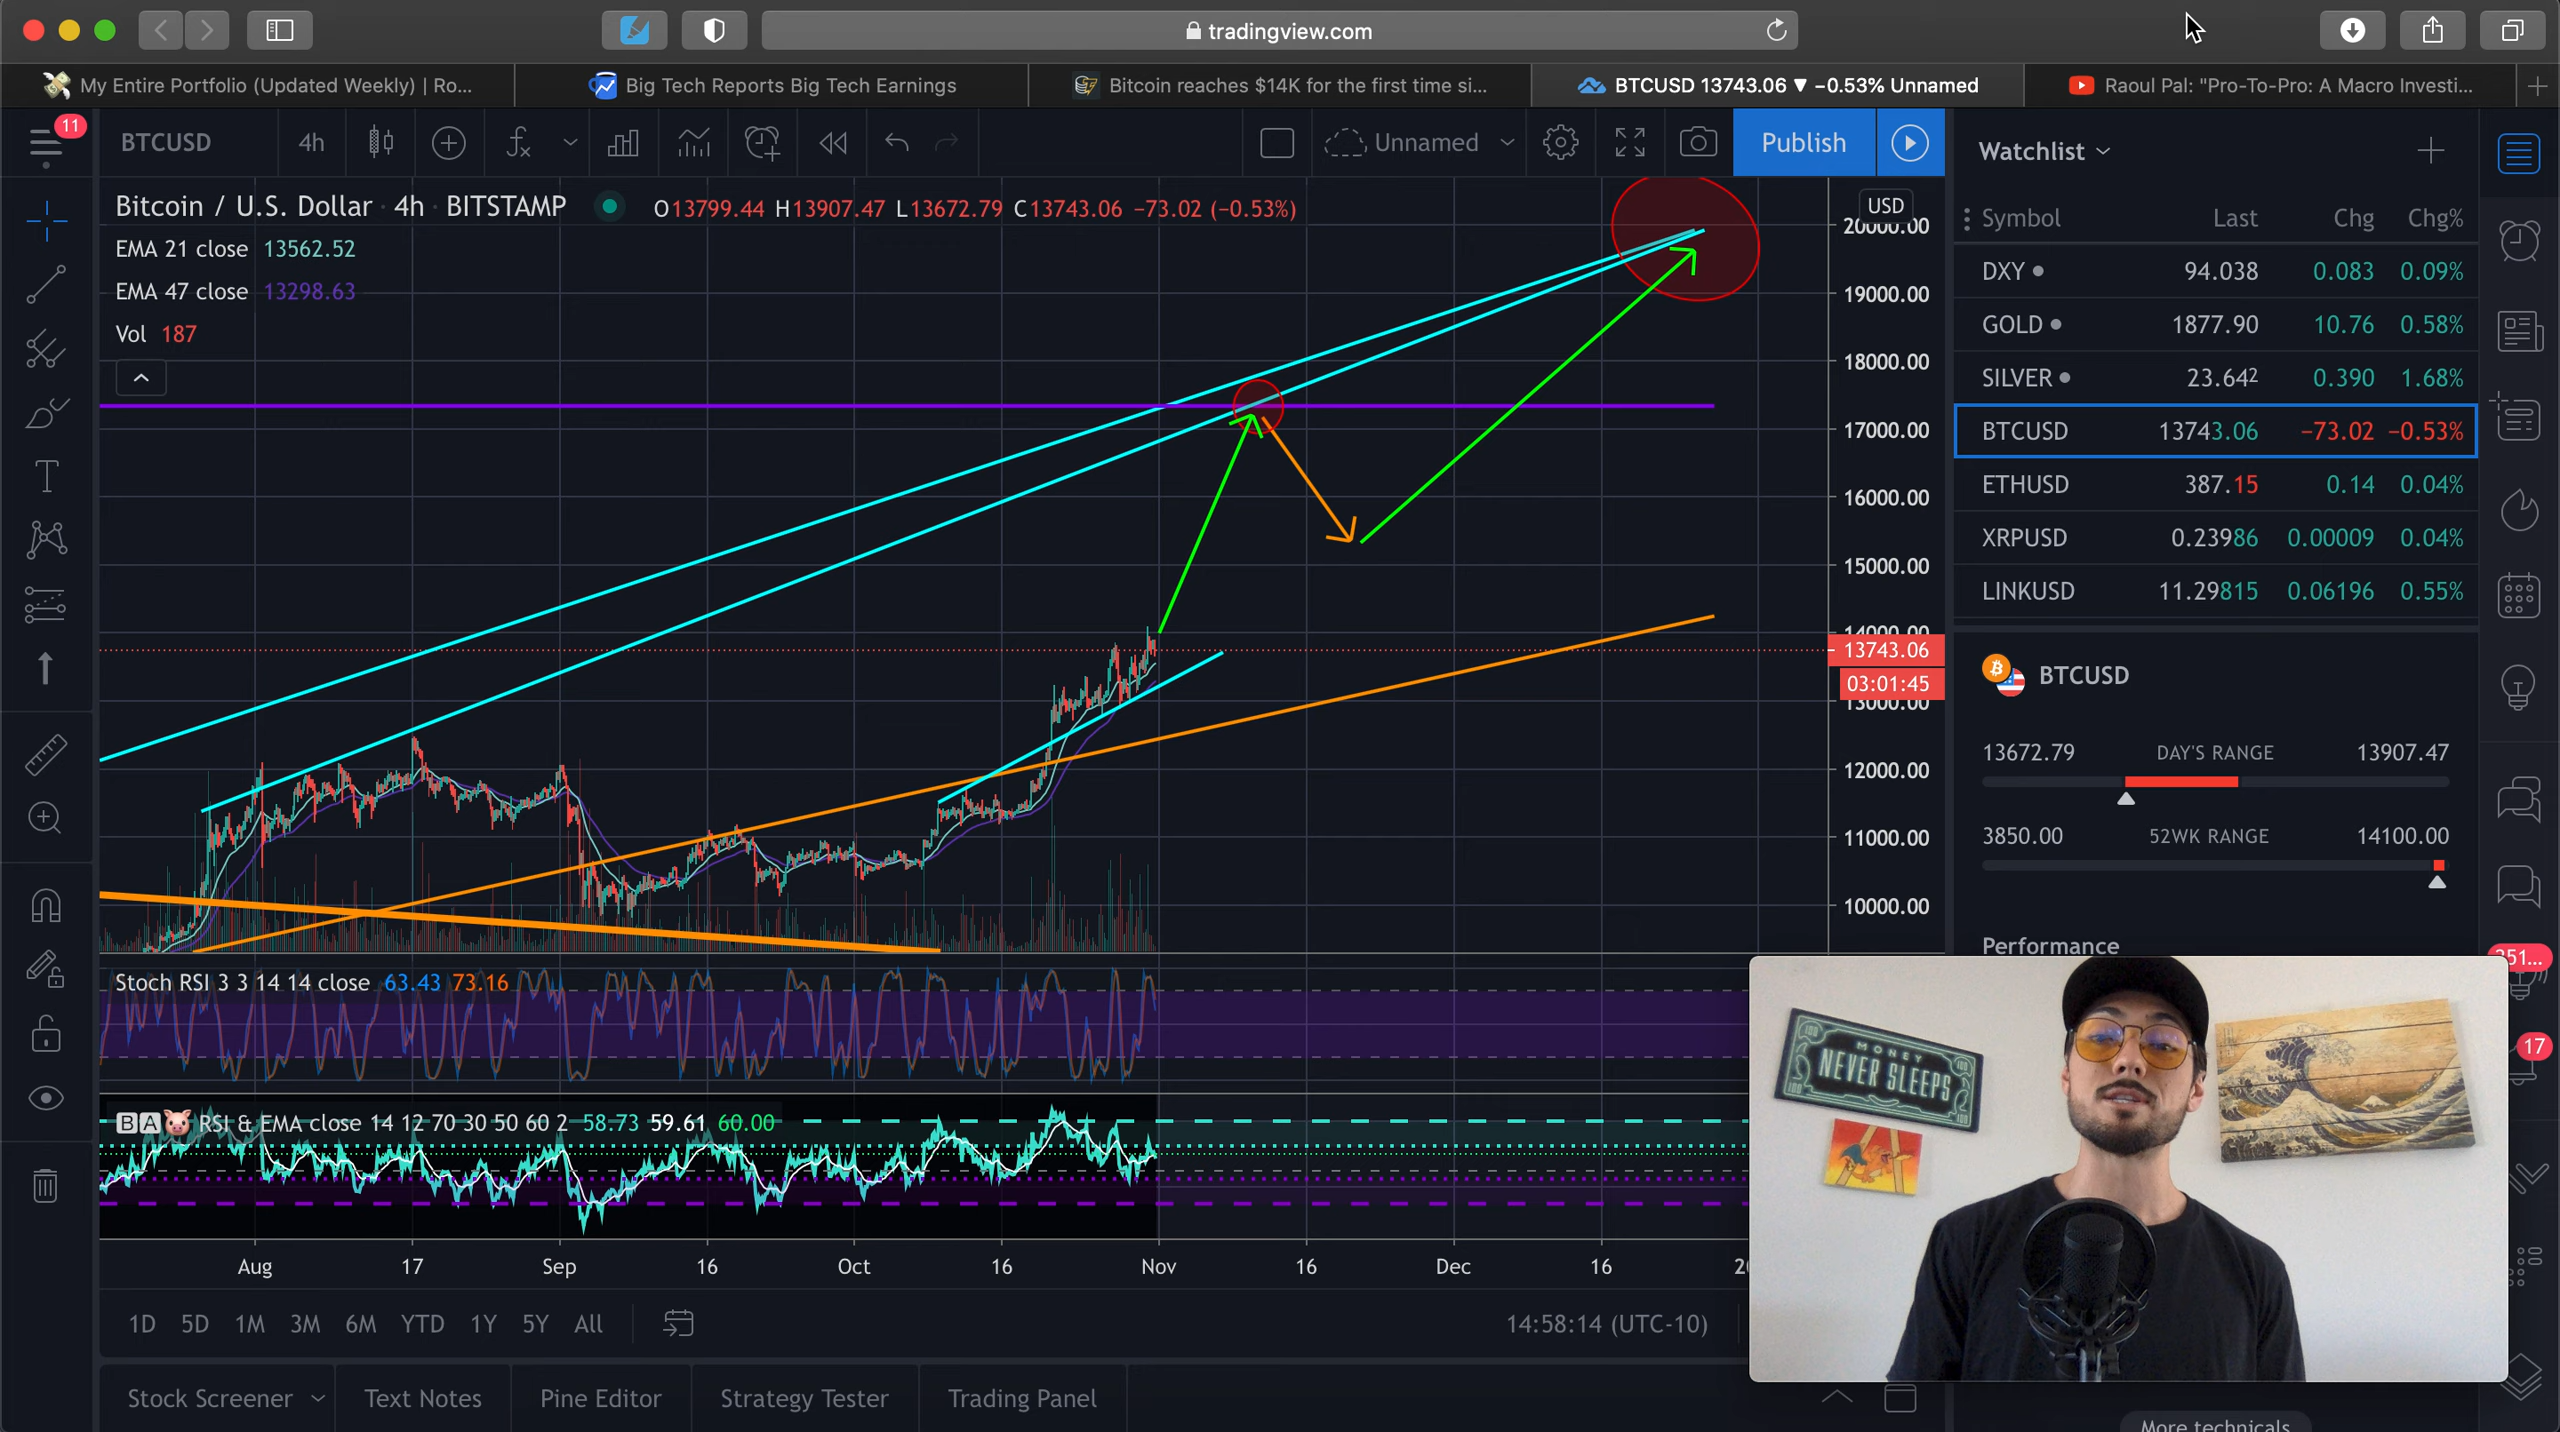 tradingview.com
My Entire Portfolio (Updated Weekly) | Ro...
Big Tech Reports Big Tech Earnings
Bitcoin reaches $14K for the first time si...
BTCUSD 13743.06 ▼ −0.53% Unnamed
Raoul Pal: "Pro-To-Pro: A Macro Investi...
11
BTCUSD
4h
Unnamed
Publish
Watchlist
Bitcoin / U.S. Dollar · 4h · BITSTAMP
O13799.44 H13907.47 L13672.79 C13743.06 −73.02 (−0.53%)
EMA 21 close 13562.52
EMA 47 close 13298.63
Vol 187
USD
20000.00
19000.00
18000.00
17000.00
16000.00
15000.00
14000.00
13743.06
03:01:45
13000.00
12000.00
11000.00
10000.00
Symbol Last Chg Chg%
DXY 94.038 0.083 0.09%
GOLD 1877.90 10.76 0.58%
SILVER 23.642 0.390 1.68%
BTCUSD 13743.06 −73.02 −0.53%
ETHUSD 387.15 0.14 0.04%
XRPUSD 0.23986 0.00009 0.04%
LINKUSD 11.29815 0.06196 0.55%
BTCUSD
13672.79 DAY'S RANGE 13907.47
3850.00 52WK RANGE 14100.00
Performance
351...
17
Stoch RSI 3 3 14 14 close 63.43 73.16
BA RSI & EMA close 14 12 70 30 50 60 2 58.73 59.61 60.00
Aug 17 Sep 16 Oct 16 Nov 16 Dec 16
1D 5D 1M 3M 6M YTD 1Y 5Y All
14:58:14 (UTC-10)
Stock Screener Text Notes Pine Editor Strategy Tester Trading Panel
100
100
MONEY
NEVER SLEEPS
100
100
More technicals